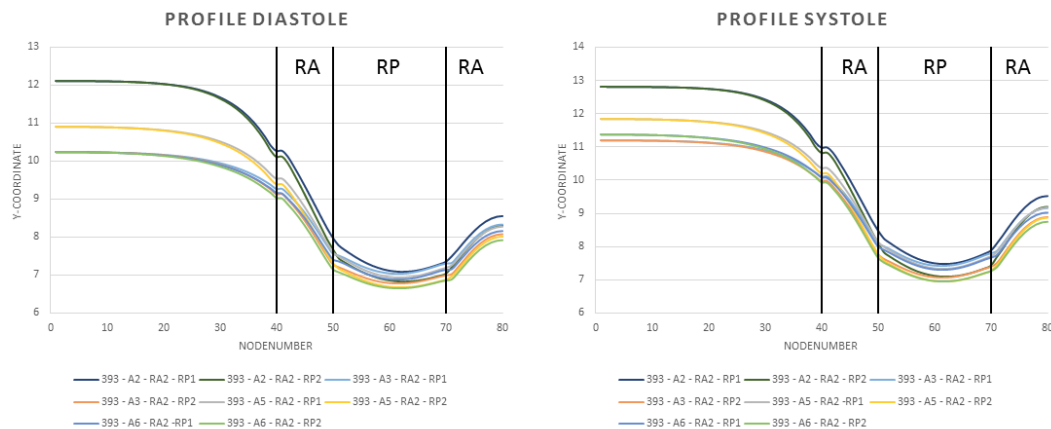 PROFILE DIASTOLE
13
12
11
10
9
8
7
6
Y-COORDINATE
RA
RP
RA
0 10 20 30 40 50 60 70 80
NODENUMBER
393 - A2 - RA2 - RP1 393 - A2 - RA2 - RP2 393 - A3 - RA2 - RP1
393 - A3 - RA2 - RP2 393 - A5 - RA2 -RP1 393 - A5 - RA2 - RP2
393 - A6 - RA2 -RP1 393 - A6 - RA2 - RP2
PROFILE SYSTOLE
14
13
12
11
10
9
8
7
6
Y-COORDINATE
RA
RP
RA
0 10 20 30 40 50 60 70 80
NODENUMBER
393 - A2 - RA2 - RP1 393 - A2 - RA2 - RP2 393 - A3 - RA2 - RP1
393 - A3 - RA2 - RP2 393 - A5 - RA2 -RP1 393 - A5 - RA2 - RP2
393 - A6 - RA2 -RP1 393 - A6 - RA2 - RP2